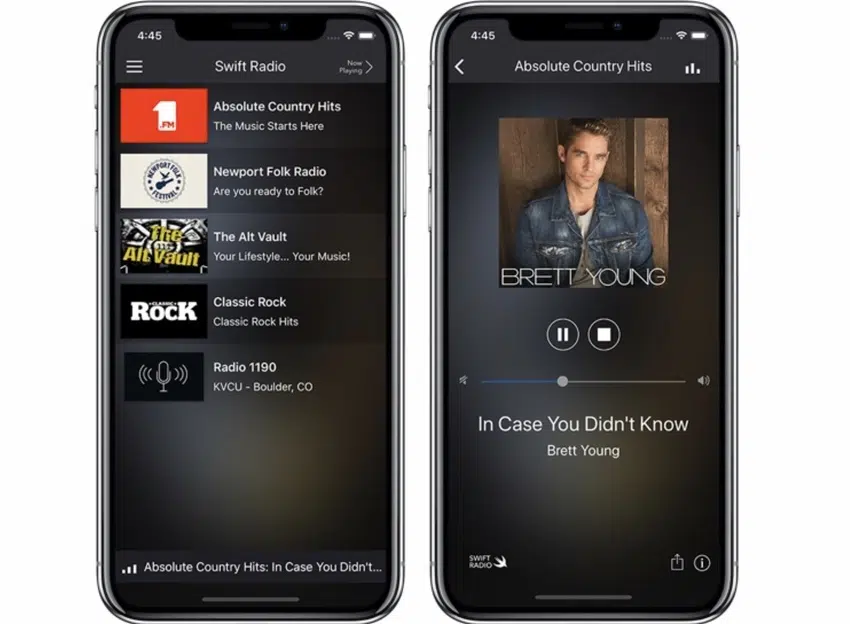 4:45
Swift Radio
Now
Playing
1
.FM
Absolute Country Hits
The Music Starts Here
NEWPORT FOLK
FESTIVAL
Newport Folk Radio
Are you ready to Folk?
The
Alt Vault
The Alt Vault
Your Lifestyle... Your Music!
CLASSIC
ROCK
Classic Rock
Classic Rock Hits
Radio 1190
KVCU - Boulder, CO
Absolute Country Hits: In Case You Didn't...
4:45
Absolute Country Hits
BRETT YOUNG
In Case You Didn't Know
Brett Young
SWIFT
RADIO